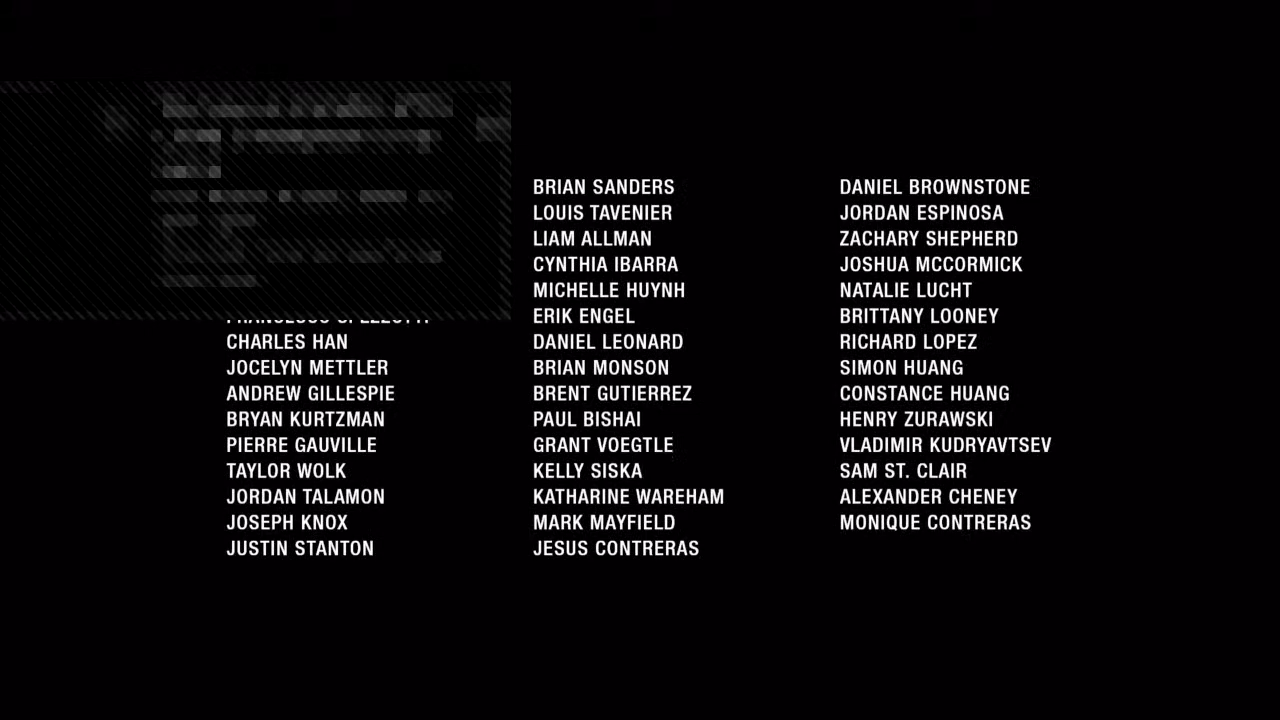 CHARLES HAN
JOCELYN METTLER
ANDREW GILLESPIE
BRYAN KURTZMAN
PIERRE GAUVILLE
TAYLOR WOLK
JORDAN TALAMON
JOSEPH KNOX
JUSTIN STANTON
BRIAN SANDERS
LOUIS TAVENIER
LIAM ALLMAN
CYNTHIA IBARRA
MICHELLE HUYNH
ERIK ENGEL
DANIEL LEONARD
BRIAN MONSON
BRENT GUTIERREZ
PAUL BISHAI
GRANT VOEGTLE
KELLY SISKA
KATHARINE WAREHAM
MARK MAYFIELD
JESUS CONTRERAS
DANIEL BROWNSTONE
JORDAN ESPINOSA
ZACHARY SHEPHERD
JOSHUA MCCORMICK
NATALIE LUCHT
BRITTANY LOONEY
RICHARD LOPEZ
SIMON HUANG
CONSTANCE HUANG
HENRY ZURAWSKI
VLADIMIR KUDRYAVTSEV
SAM ST. CLAIR
ALEXANDER CHENEY
MONIQUE CONTRERAS